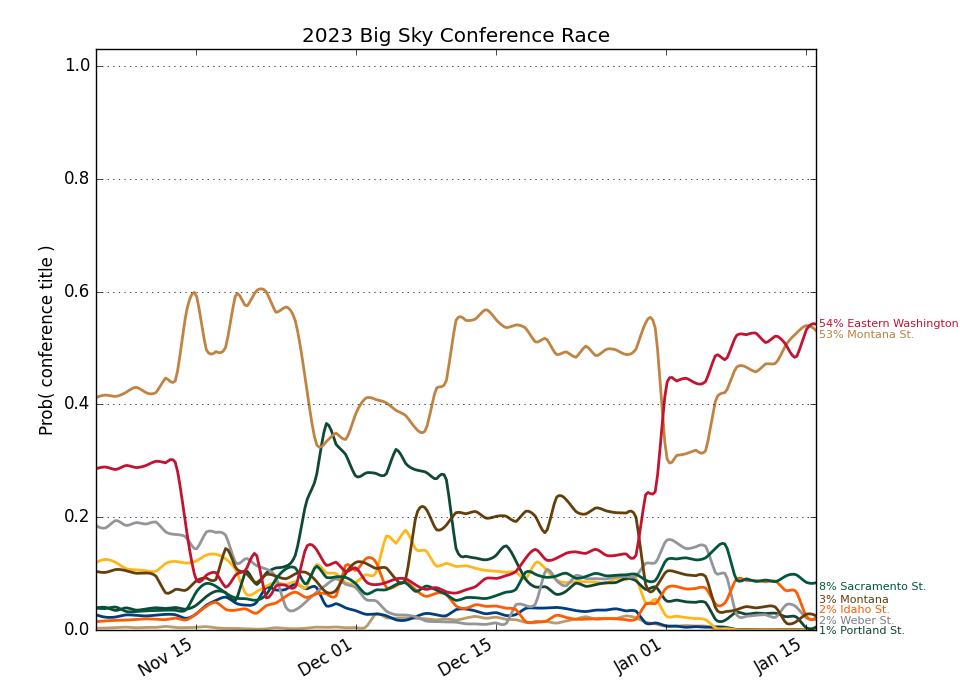 2023 Big Sky Conference Race
Prob( conference title )
1.0
0.8
0.6
0.4
0.2
0.0
Nov 15
Dec 01
Dec 15
Jan 01
Jan 15
54% Eastern Washington
53% Montana St.
8% Sacramento St.
3% Montana
2% Idaho St.
2% Weber St.
1% Portland St.